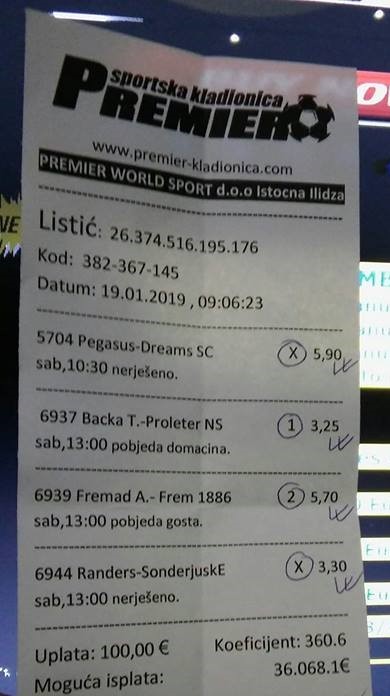 sportska kladionica
PREMIER
www.premier-kladionica.com
PREMIER WORLD SPORT d.o.o Istocna Ilidza
Listić: 26.374.516.195.176
Kod: 382-367-145
Datum: 19.01.2019 , 09:06:23
5704 Pegasus-Dreams SC X 5,90
sab,10:30 nerješeno.
6937 Backa T.-Proleter NS 1 3,25
sab,13:00 pobjeda domacina.
6939 Fremad A.- Frem 1886 2 5,70
sab,13:00 pobjeda gosta.
6944 Randers-SonderjuskE X 3,30
sab,13:00 nerješeno.
Uplata: 100,00 € Koeficijent: 360.6
Moguća isplata: 36.068.1€